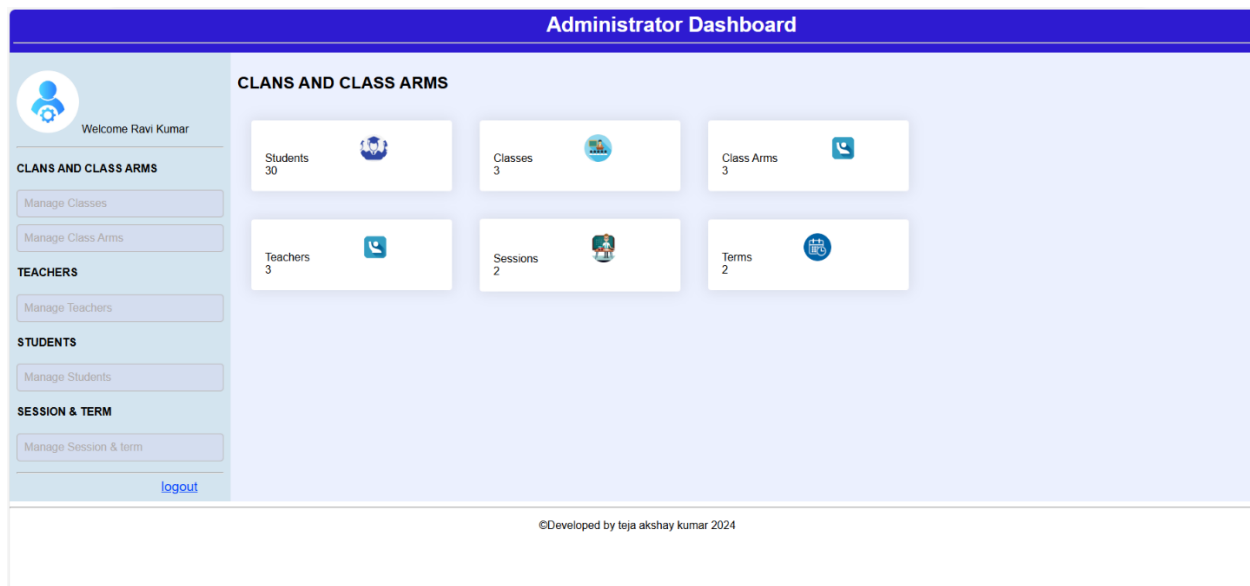 Administrator Dashboard
Welcome Ravi Kumar
CLANS AND CLASS ARMS
Manage Classes
Manage Class Arms
TEACHERS
Manage Teachers
STUDENTS
Manage Students
SESSION & TERM
Manage Session & term
logout
CLANS AND CLASS ARMS
Students
30
Classes
3
Class Arms
3
Teachers
3
Sessions
2
Terms
2
©Developed by teja akshay kumar 2024